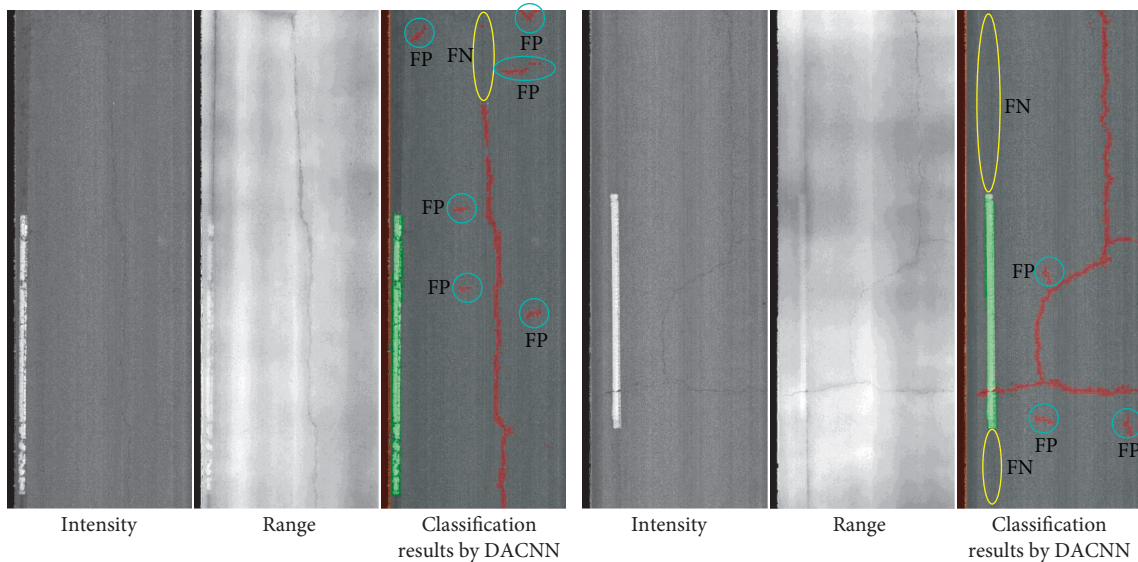 FP
FN
FP
FP
FP
FP
FP
FN
FP
FP
FP
FN
Intensity
Range
Classification
results by DACNN
Intensity
Range
Classification
results by DACNN